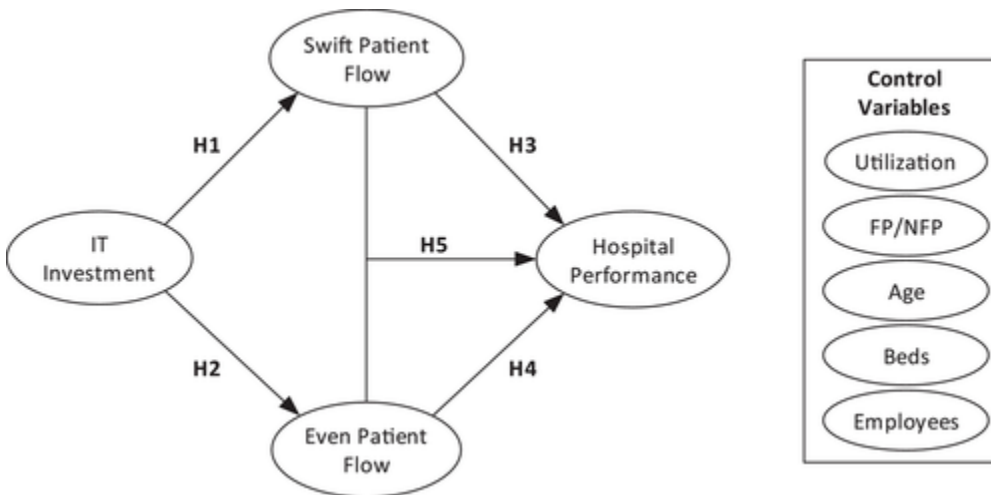 Swift Patient
Flow
H1
H3
IT
Investment
H5
Hospital
Performance
H2
H4
Even Patient
Flow
Control
Variables
Utilization
FP/NFP
Age
Beds
Employees